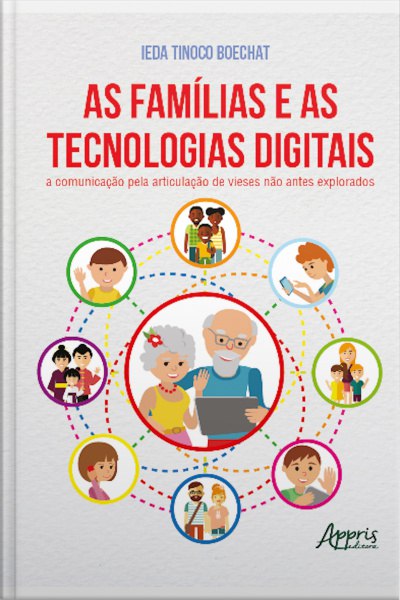 IEDA TINOCO BOECHAT
AS FAMÍLIAS E AS
TECNOLOGIAS DIGITAIS
a comunicação pela articulação de vieses não antes explorados
Appris
editora